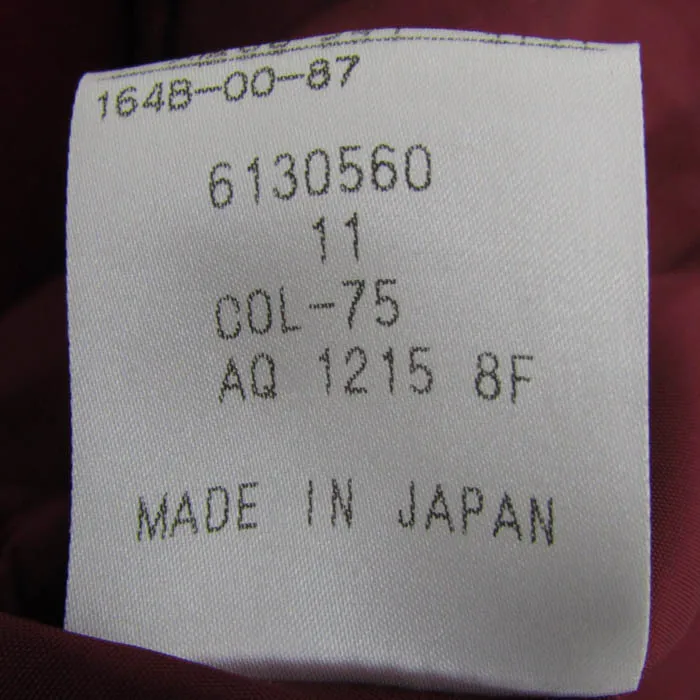 1648-00-87
6130560
11
COL-75
AQ 1215 8F
MADE IN JAPAN